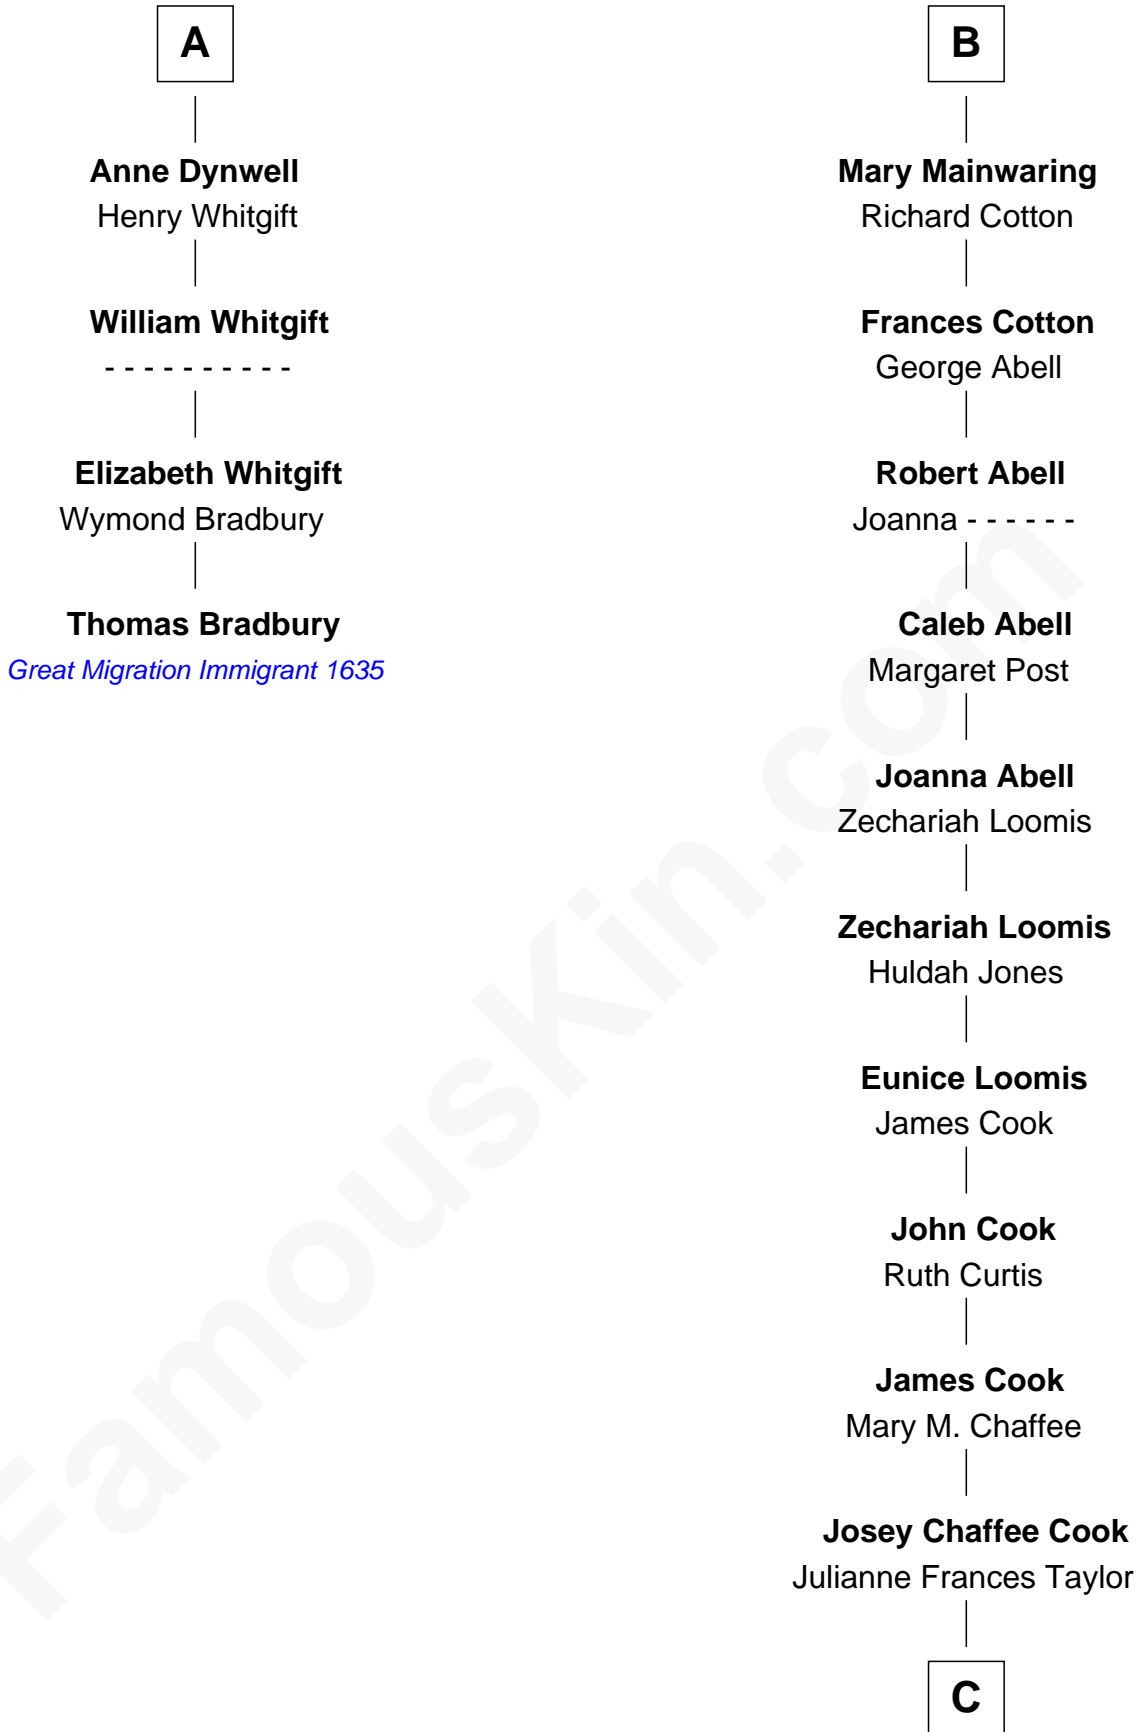 A
Anne Dynwell
Henry Whitgift
William Whitgift
- - - - - - - - - -
Elizabeth Whitgift
Wymond Bradbury
Thomas Bradbury
Great Migration Immigrant 1635
B
Mary Mainwaring
Richard Cotton
Frances Cotton
George Abell
Robert Abell
Joanna - - - - - -
Caleb Abell
Margaret Post
Joanna Abell
Zechariah Loomis
Zechariah Loomis
Huldah Jones
Eunice Loomis
James Cook
John Cook
Ruth Curtis
James Cook
Mary M. Chaffee
Josey Chaffee Cook
Julianne Frances Taylor
C
FamousKin.com